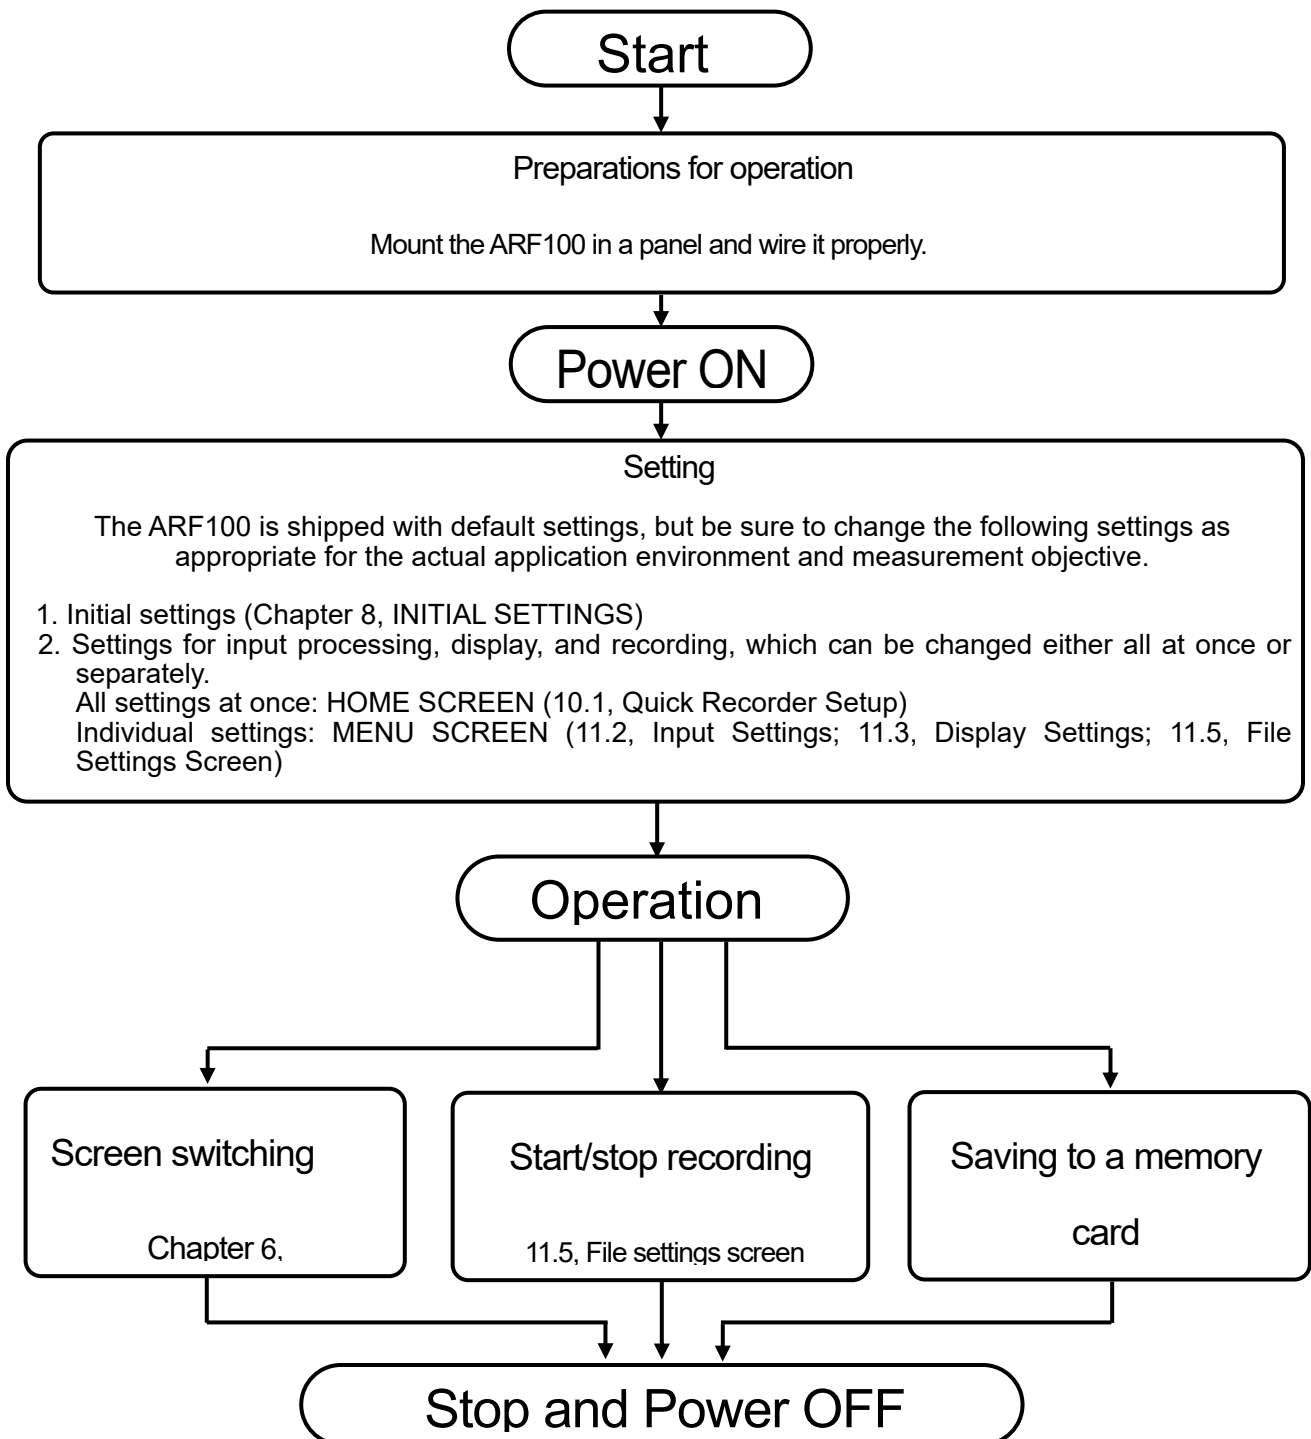 Start
Preparations for operation
Mount the ARF100 in a panel and wire it properly.
Power ON
Setting
The ARF100 is shipped with default settings, but be sure to change the following settings as
appropriate for the actual application environment and measurement objective.
1. Initial settings (Chapter 8, INITIAL SETTINGS)
2. Settings for input processing, display, and recording, which can be changed either all at once or
separately.
All settings at once: HOME SCREEN (10.1, Quick Recorder Setup)
Individual settings: MENU SCREEN (11.2, Input Settings; 11.3, Display Settings; 11.5, File
Settings Screen)
Operation
Screen switching
Chapter 6,
Start/stop recording
11.5, File settings screen
Saving to a memory
card
Stop and Power OFF